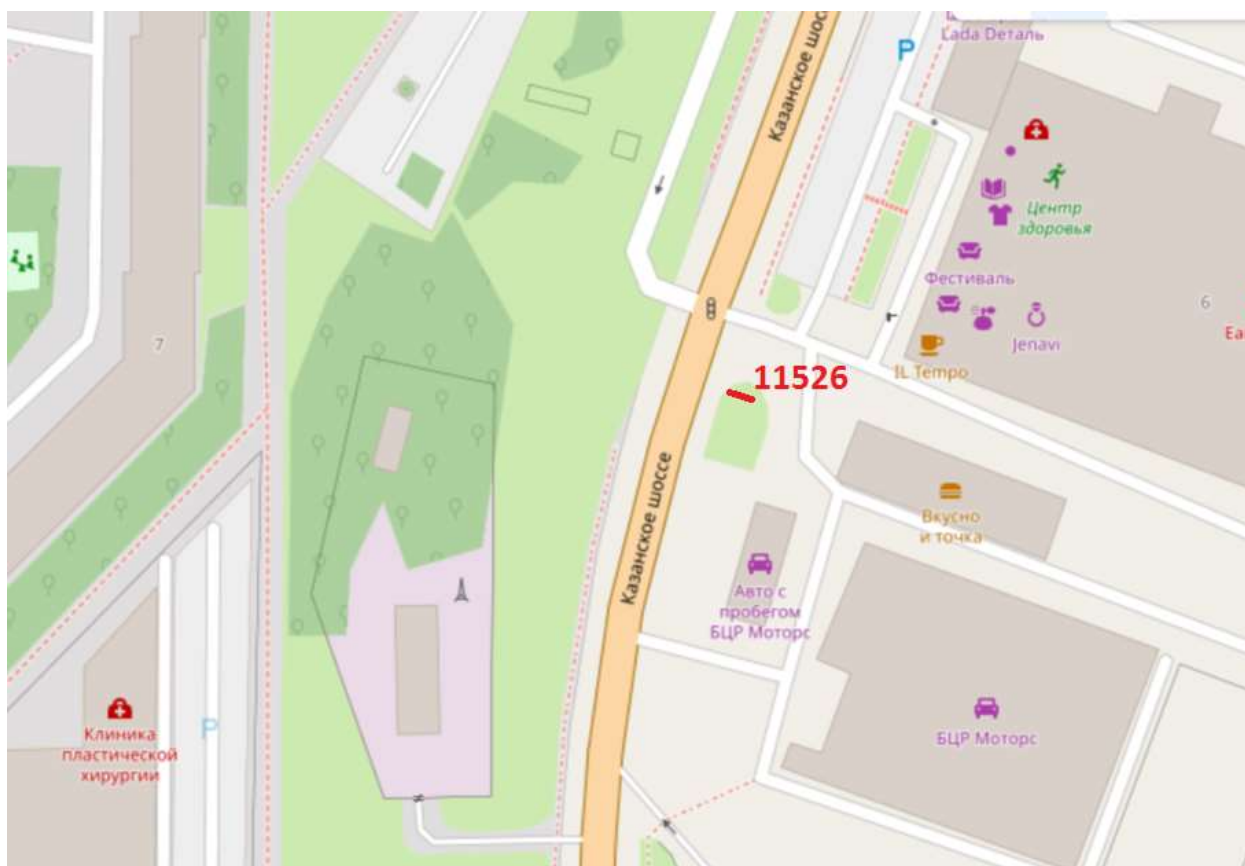 Lada Деталь
P
Казанское шоссе
Центр
здоровья
Фестиваль
6
Jenavi
IL Tempo
7
11526
Казанское шоссе
Вкусно
и точка
Авто с
пробегом
БЦР Моторс
Клиника
пластической
хирургии
P
БЦР Моторс